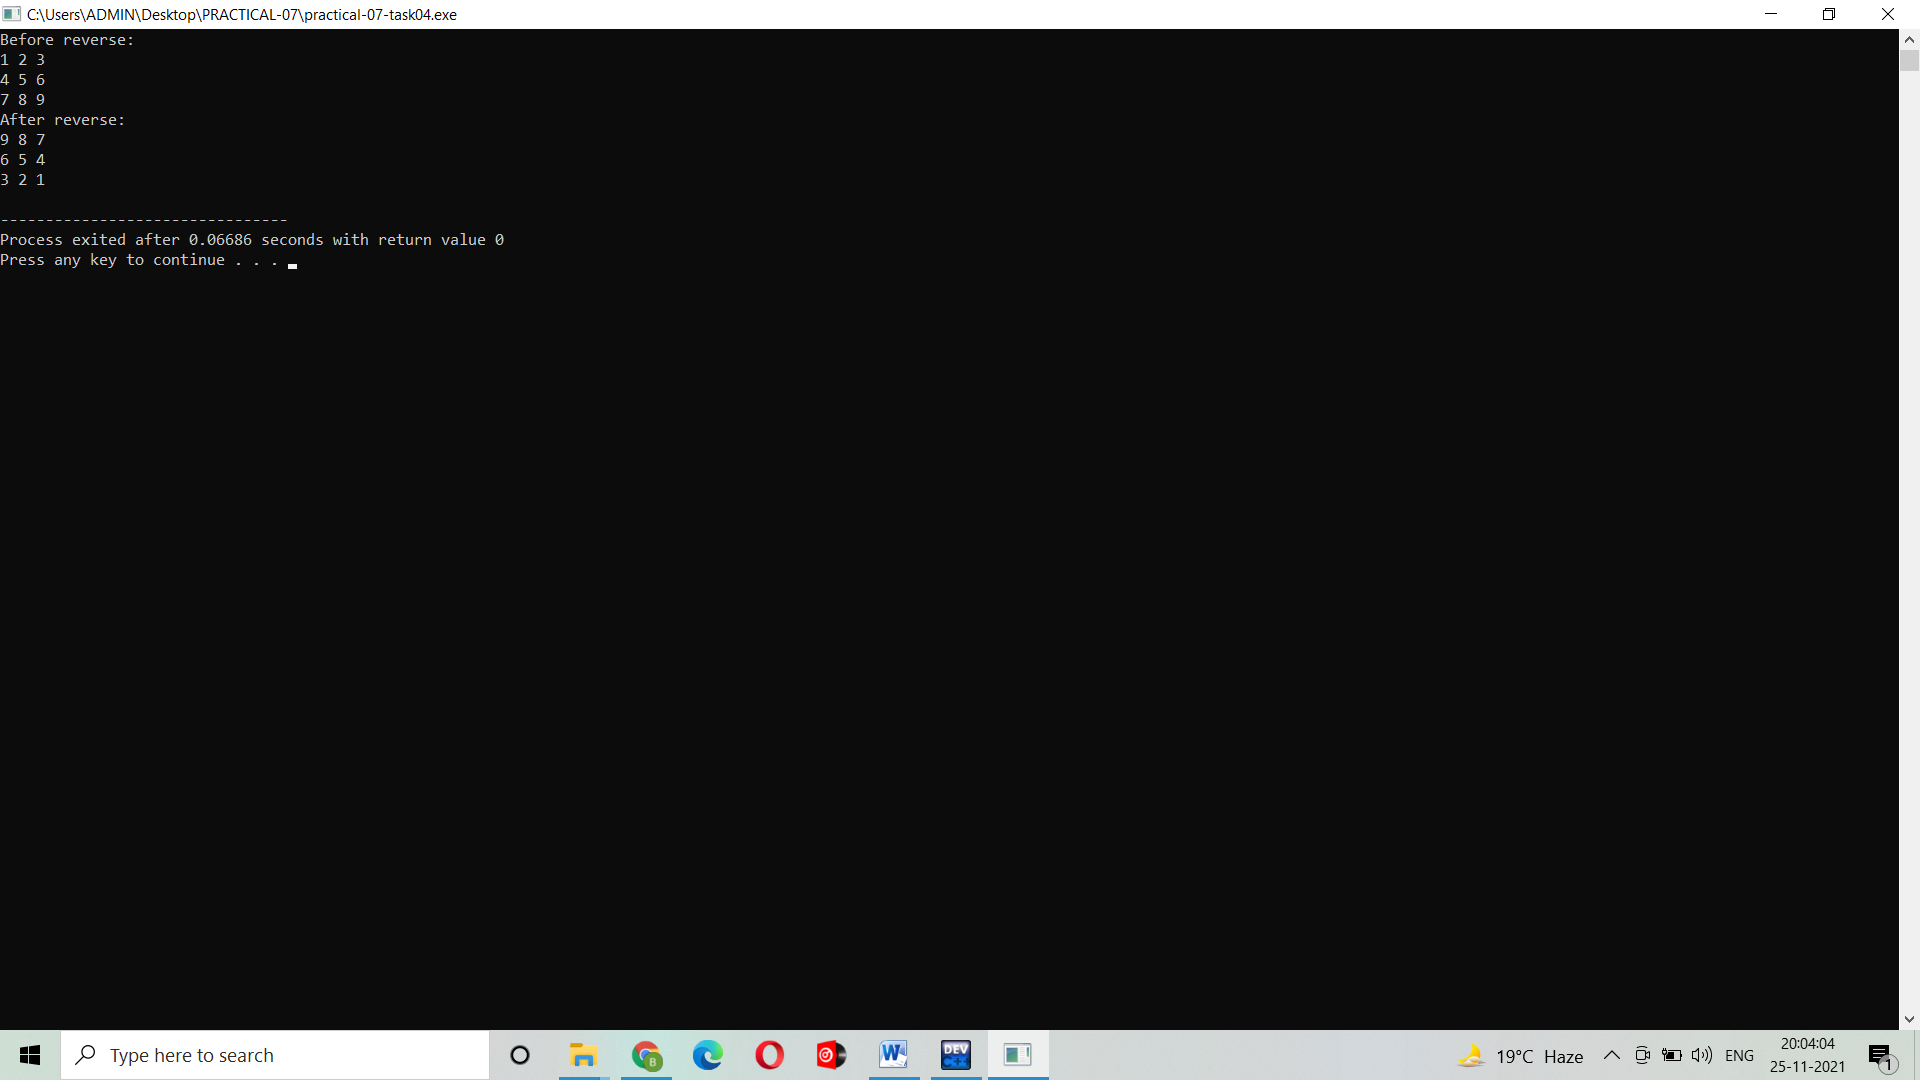 C:\Users\ADMIN\Desktop\PRACTICAL-07\practical-07-task04.exe
Before reverse:
1 2 3
4 5 6
7 8 9
After reverse:
9 8 7
6 5 4
3 2 1
--------------------------------
Process exited after 0.06686 seconds with return value 0
Press any key to continue . . .
Type here to search
B
W
DEV
C++
19°C Haze
ENG
20:04:04
25-11-2021
1